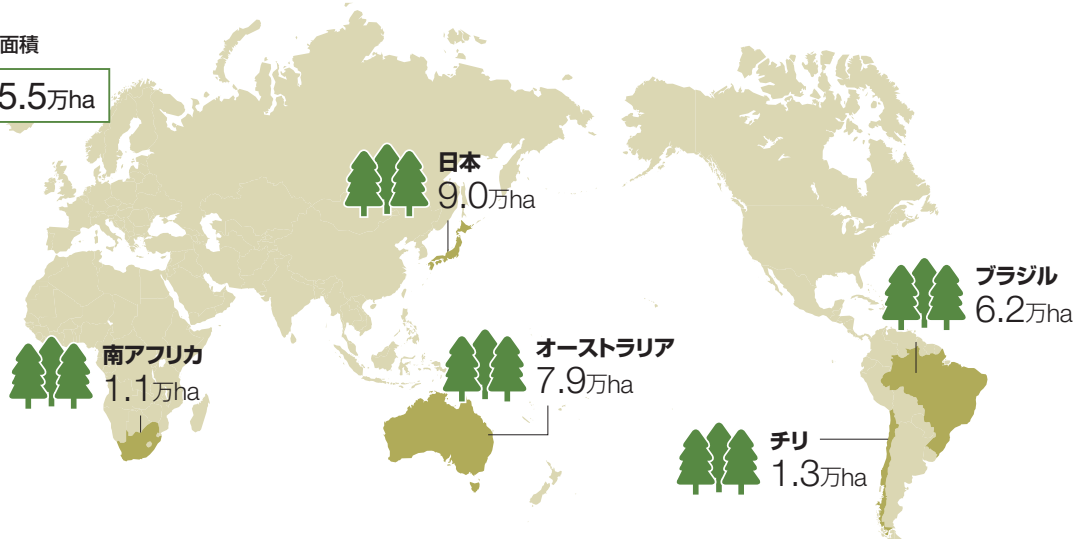 面積
5.5万ha
日本
9.0万ha
ブラジル
6.2万ha
南アフリカ
1.1万ha
オーストラリア
7.9万ha
チリ
1.3万ha